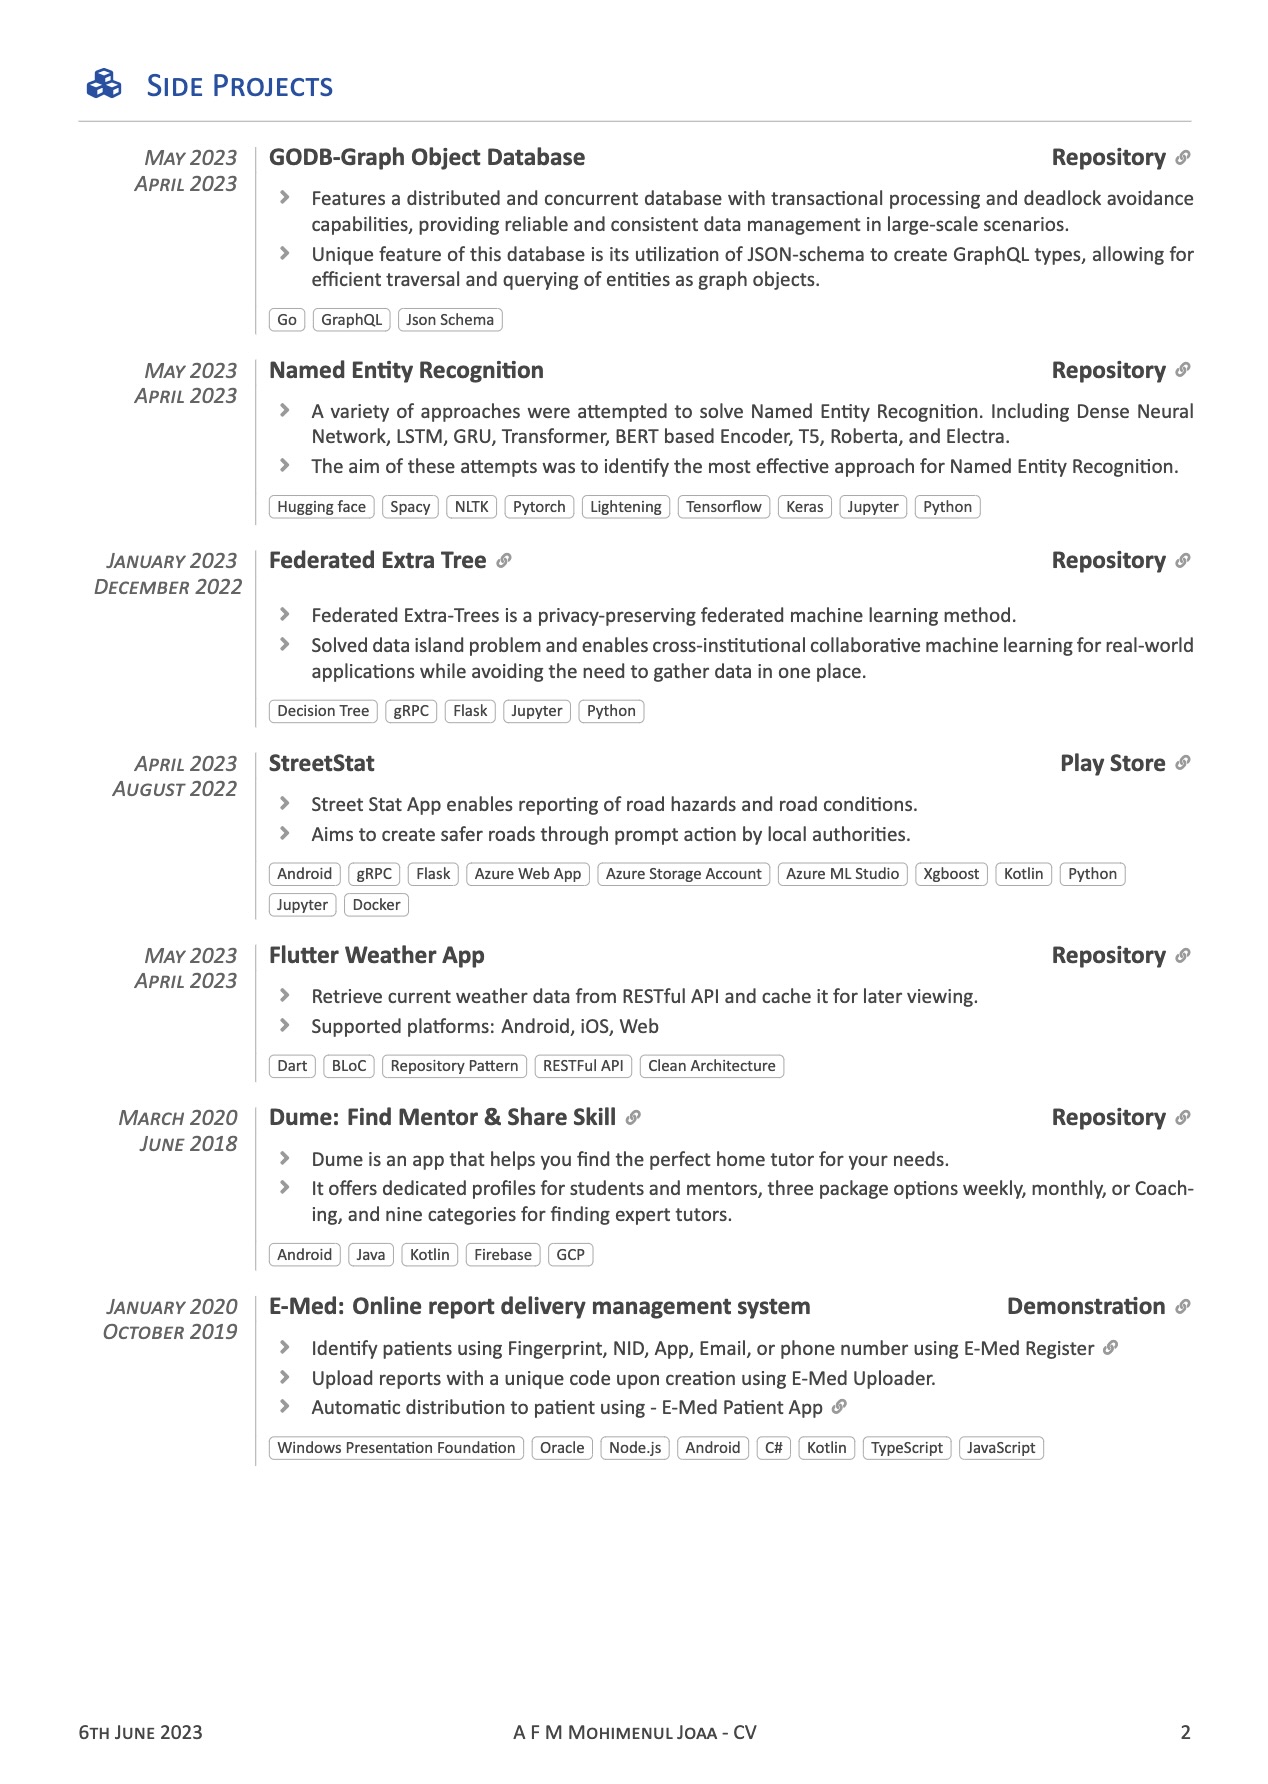 Side Projects
May 2023
April 2023
GODB-Graph Object Database
Repository
Features a distributed and concurrent database with transactional processing and deadlock avoidance
capabilities, providing reliable and consistent data management in large-scale scenarios.
Unique feature of this database is its utilization of JSON-schema to create GraphQL types, allowing for
efficient traversal and querying of entities as graph objects.
Go GraphQL Json Schema
May 2023
April 2023
Named Entity Recognition
Repository
A variety of approaches were attempted to solve Named Entity Recognition. Including Dense Neural
Network, LSTM, GRU, Transformer, BERT based Encoder, T5, Roberta, and Electra.
The aim of these attempts was to identify the most effective approach for Named Entity Recognition.
Hugging face Spacy NLTK Pytorch Lightening Tensorflow Keras Jupyter Python
January 2023
December 2022
Federated Extra Tree
Repository
Federated Extra-Trees is a privacy-preserving federated machine learning method.
Solved data island problem and enables cross-institutional collaborative machine learning for real-world
applications while avoiding the need to gather data in one place.
Decision Tree gRPC Flask Jupyter Python
April 2023
August 2022
StreetStat
Play Store
Street Stat App enables reporting of road hazards and road conditions.
Aims to create safer roads through prompt action by local authorities.
Android gRPC Flask Azure Web App Azure Storage Account Azure ML Studio Xgboost Kotlin Python
Jupyter Docker
May 2023
April 2023
Flutter Weather App
Repository
Retrieve current weather data from RESTful API and cache it for later viewing.
Supported platforms: Android, iOS, Web
Dart BLoC Repository Pattern RESTFul API Clean Architecture
March 2020
June 2018
Dume: Find Mentor & Share Skill
Repository
Dume is an app that helps you find the perfect home tutor for your needs.
It offers dedicated profiles for students and mentors, three package options weekly, monthly, or Coach-
ing, and nine categories for finding expert tutors.
Android Java Kotlin Firebase GCP
January 2020
October 2019
E-Med: Online report delivery management system
Demonstration
Identify patients using Fingerprint, NID, App, Email, or phone number using E-Med Register
Upload reports with a unique code upon creation using E-Med Uploader.
Automatic distribution to patient using - E-Med Patient App
Windows Presentation Foundation Oracle Node.js Android C# Kotlin TypeScript JavaScript
6th June 2023
A F M Mohimenul Joaa - CV
2